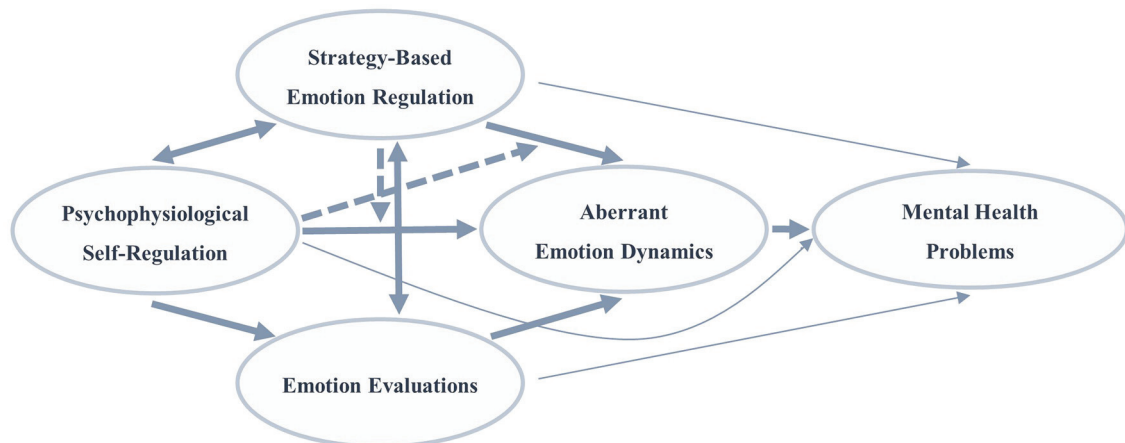 Strategy-Based
Emotion Regulation
Psychophysiological
Self-Regulation
Aberrant
Emotion Dynamics
Mental Health
Problems
Emotion Evaluations